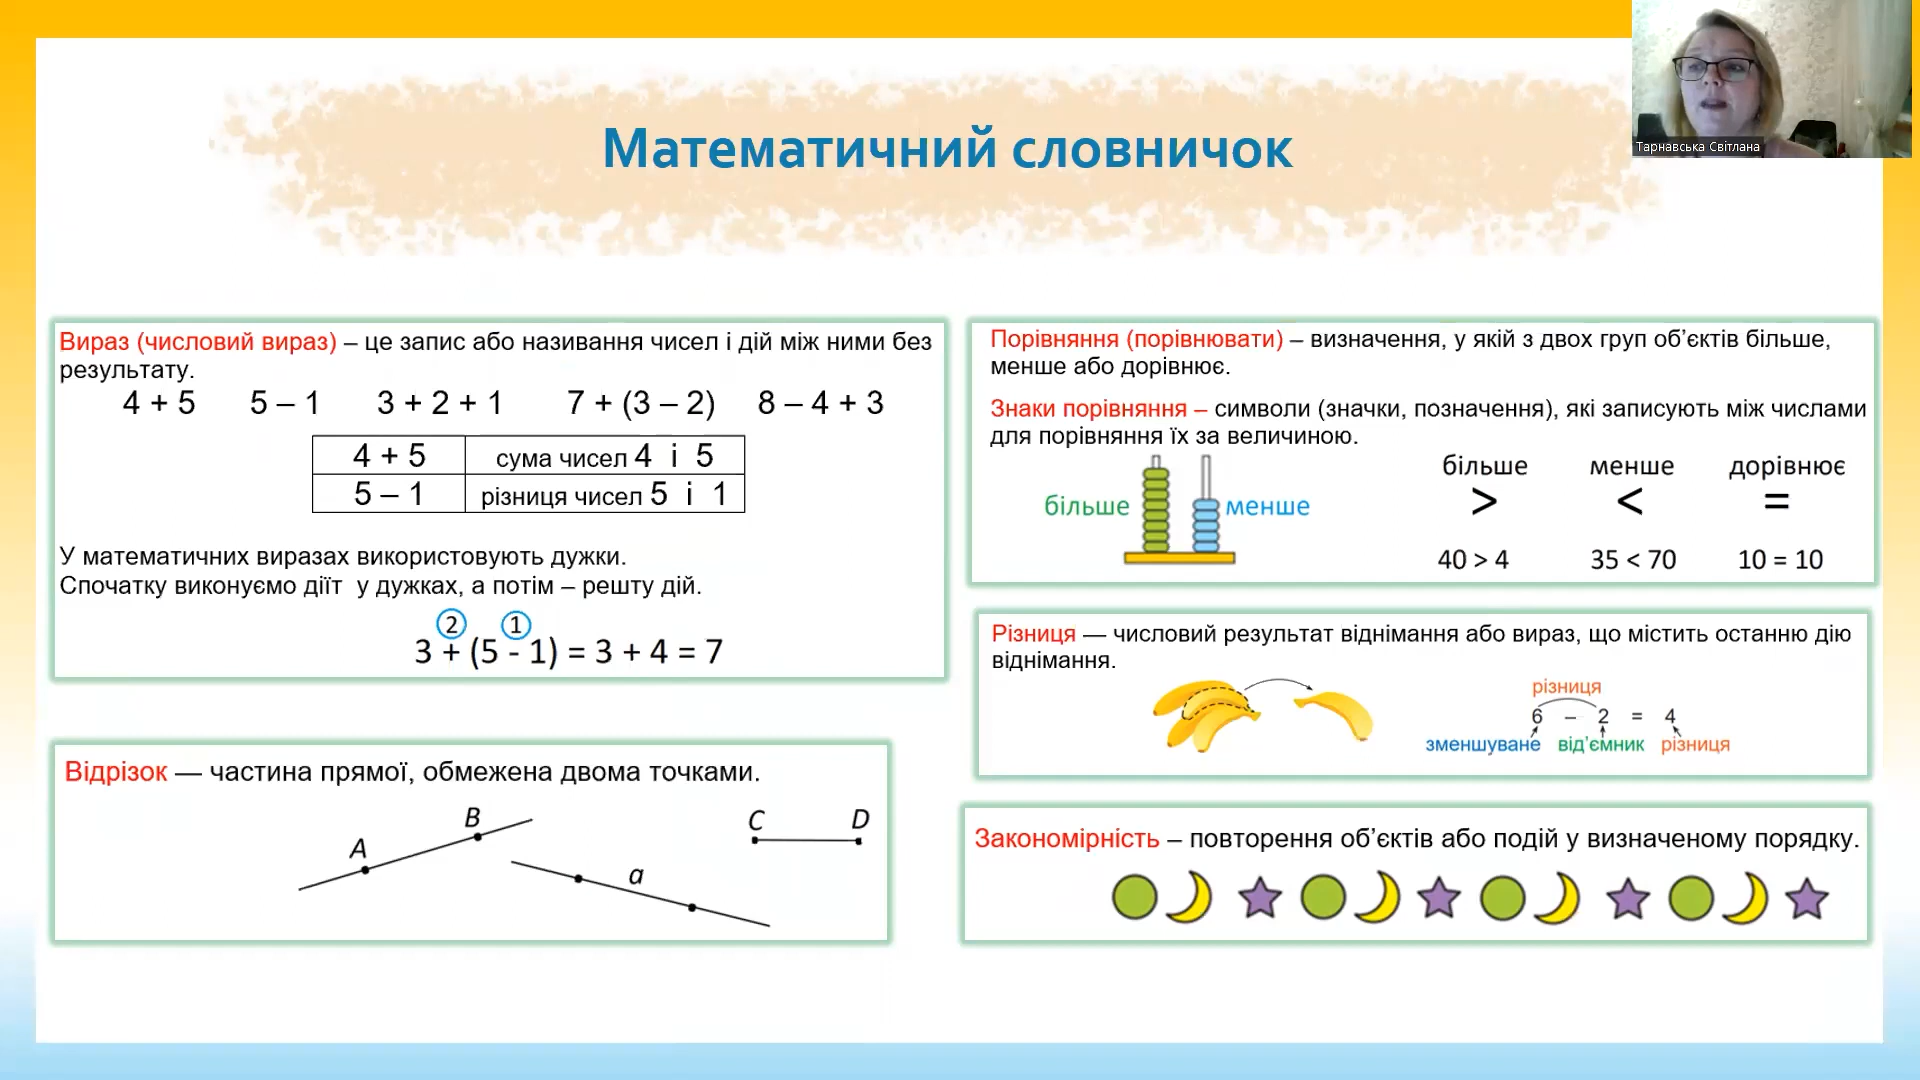 Математичний словничок
Тарнавська Світлана
Вираз (числовий вираз) – це запис або називання чисел і дій між ними без
результату.
4 + 5 5 – 1 3 + 2 + 1 7 + (3 – 2) 8 – 4 + 3
4 + 5 сума чисел 4 і 5
5 – 1 різниця чисел 5 і 1
У математичних виразах використовують дужки.
Спочатку виконуємо діїт у дужках, а потім – решту дій.
2 1
3 + (5 - 1) = 3 + 4 = 7
Відрізок — частина прямої, обмежена двома точками.
A B C D
a
Порівняння (порівнювати) – визначення, у якій з двох груп об’єктів більше,
менше або дорівнює.
Знаки порівняння – символи (значки, позначення), які записують між числами
для порівняння їх за величиною.
більше менше
більше менше дорівнює
> < =
40 > 4 35 < 70 10 = 10
Різниця — числовий результат віднімання або вираз, що містить останню дію
віднімання.
різниця
6 – 2 = 4
зменшуване від’ємник різниця
Закономірність – повторення об’єктів або подій у визначеному порядку.